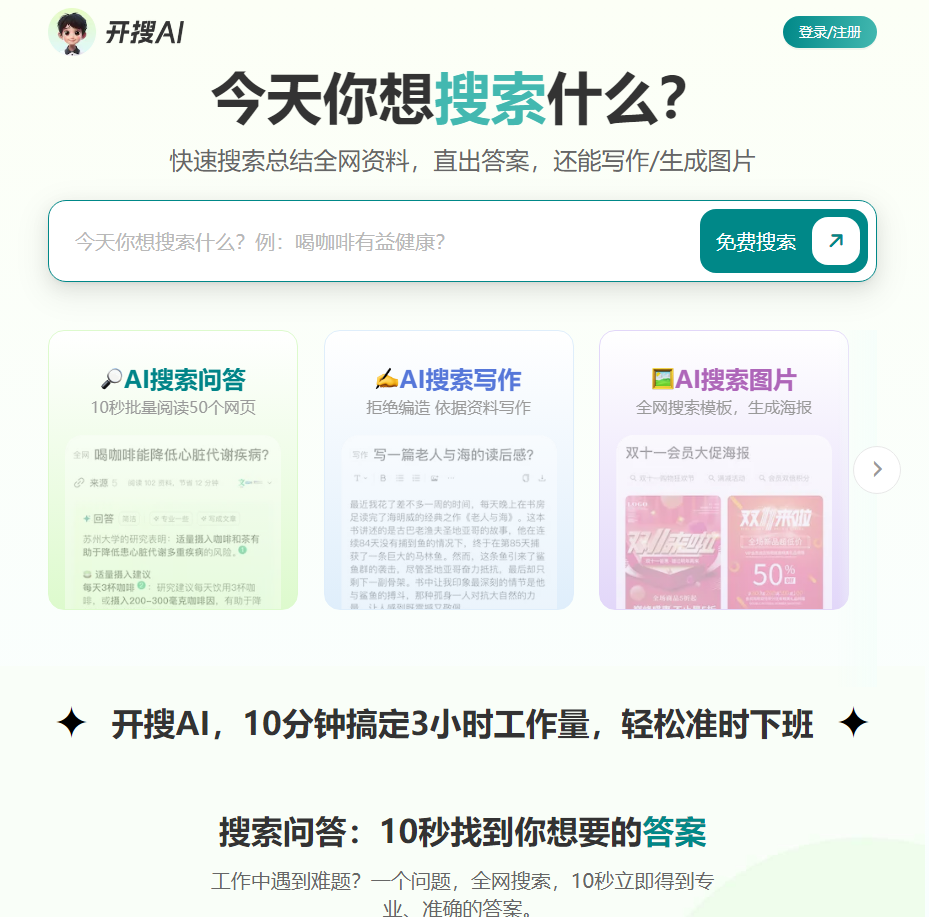 开搜AI
登录/注册
今天你想搜索什么？
快速搜索总结全网资料，直出答案，还能写作/生成图片
今天你想搜索什么？例：喝咖啡有益健康？
免费搜索
AI搜索问答
10秒批量阅读50个网页
全网 喝咖啡能降低心脏代谢疾病？
来源 5 阅读 102 资料，节省 12 分钟
回答 简洁 专业一些 写成文章
苏州大学的研究表明：适量摄入咖啡和茶有
助于降低患心脏代谢多重疾病的风险。
适量摄入建议
每天3杯咖啡：研究建议每天饮用3杯咖
啡，或摄入200-300毫克咖啡因，有助于降
AI搜索写作
拒绝编造 依据资料写作
写作 写一篇老人与海的读后感？
最近我花了差不多一周的时间，每天晚上在书房
足读完了海明威的经典之作《老人与海》。这本
书讲述的是古巴老渔夫圣地亚哥的故事，他在连
续84天没有捕到鱼的情况下，终于在第85天捕
获了一条巨大的马林鱼。然而，这条鱼引来了鲨
鱼群的袭击，尽管圣地亚哥奋力抵抗，最后却只
剩下一副骨架。书中让我印象最深刻的情节是他
与鲨鱼的搏斗，那种孤身一人对抗大自然的力
量，让人感到既震撼又敬佩
AI搜索图片
全网搜索模板，生成海报
双十一会员大促海报
双十一购物狂欢节
双11来啦
双11来啦
全场新品超低价
50%
开搜AI，10分钟搞定3小时工作量，轻松准时下班
搜索问答：10秒找到你想要的答案
工作中遇到难题？一个问题，全网搜索，10秒立即得到专
业、准确的答案。